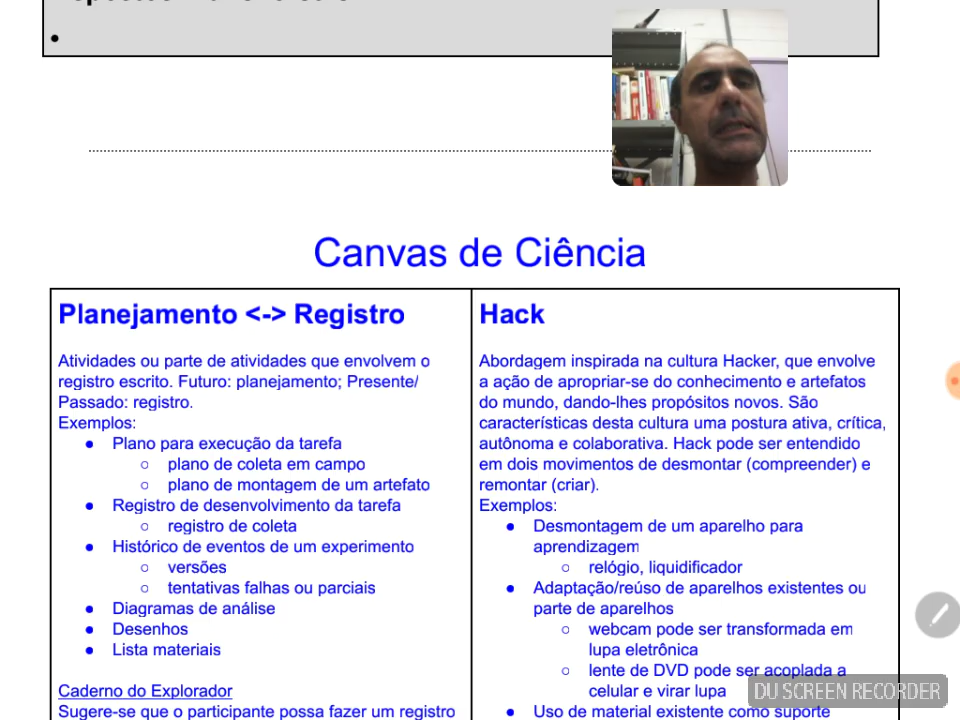 Canvas de Ciência
Planejamento <-> Registro
Atividades ou parte de atividades que envolvem o
registro escrito. Futuro: planejamento; Presente/
Passado: registro.
Exemplos:
● Plano para execução da tarefa
○ plano de coleta em campo
○ plano de montagem de um artefato
● Registro de desenvolvimento da tarefa
○ registro de coleta
● Histórico de eventos de um experimento
○ versões
○ tentativas falhas ou parciais
● Diagramas de análise
● Desenhos
● Lista materiais
Caderno do Explorador
Sugere-se que o participante possa fazer um registro
Hack
Abordagem inspirada na cultura Hacker, que envolve
a ação de apropriar-se do conhecimento e artefatos
do mundo, dando-lhes propósitos novos. São
características desta cultura uma postura ativa, crítica,
autônoma e colaborativa. Hack pode ser entendido
em dois movimentos de desmontar (compreender) e
remontar (criar).
Exemplos:
● Desmontagem de um aparelho para
aprendizagem
○ relógio, liquidificador
● Adaptação/reúso de aparelhos existentes ou
parte de aparelhos
○ webcam pode ser transformada em
lupa eletrônica
○ lente de DVD pode ser acoplada a
celular e virar lupa
● Uso de material existente como suporte
DU SCREEN RECORDER